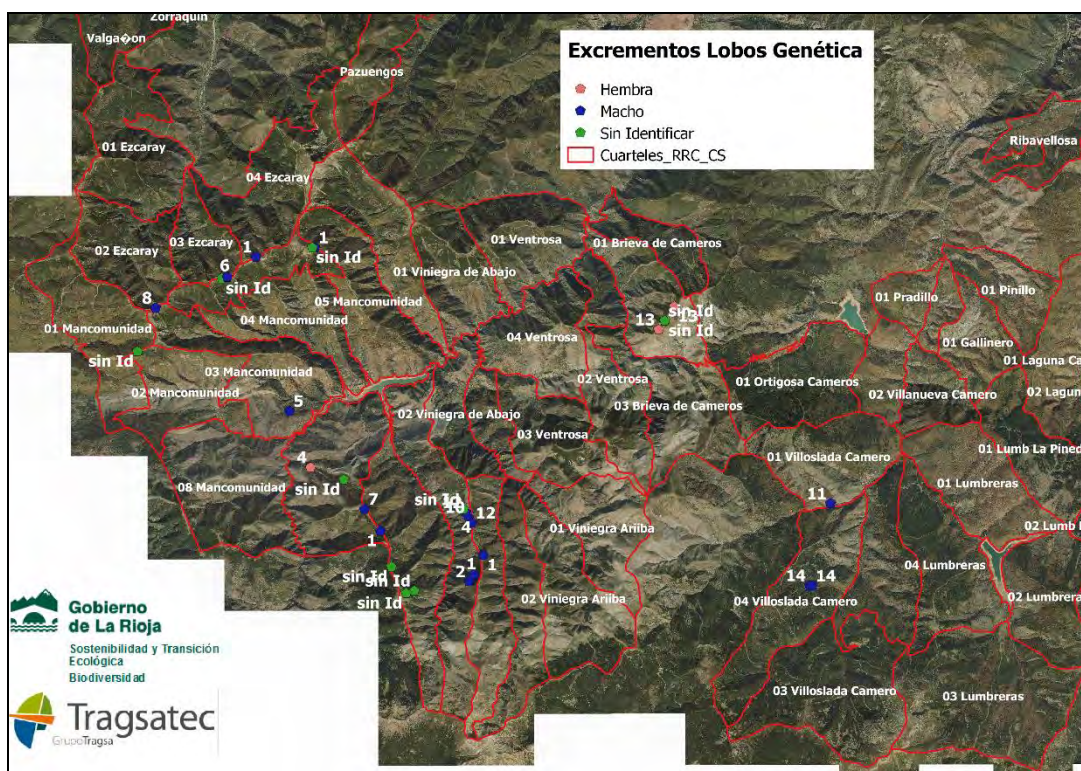 Zorraquín
Valga�on
Pazuengos
Excrementos Lobos Genética
Hembra
Macho
Sin Identificar
Cuarteles_RRC_CS
Ribavellosa
01 Ezcaray
04 Ezcaray
02 Ezcaray
03 Ezcaray
1
1
sin Id
6
sin Id
8
01 Ventrosa
01 Brieva de Cameros
01 Viniegra de Abajo
05 Mancomunidad
04 Mancomunidad
01 Mancomunidad
sin Id
03 Mancomunidad
02 Mancomunidad
04 Ventrosa
sin Id
13
13
sin Id
01 Pradillo
01 Pinillo
01 Gallinero
01 Laguna Ca
02 Lagun
02 Ventrosa
01 Ortigosa Cameros
02 Villanueva Camero
5
02 Viniegra de Abajo
03 Brieva de Cameros
03 Ventrosa
4
sin Id
08 Mancomunidad
7
1
sin Id
10
12
4
01 Villoslada Camero
01 Lumb La Pined
01 Lumbreras
11
02 Lumb
01 Viniegra Ariiba
sin Id
sin Id
sin Id
2
1
1
02 Viniegra Ariiba
04 Lumbreras
14
14
04 Villoslada Camero
02 Lumbrera
03 Villoslada Camero
03 Lumbreras
Gobierno
de La Rioja
Sostenibilidad y Transición
Ecológica
Biodiversidad
Tragsatec
GrupoTragsa